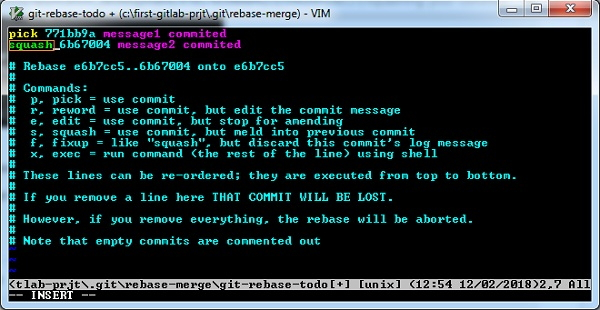 git-rebase-todo + (c:\first-gitlab-prjt\.git\rebase-merge) - VIM
pick 771bb9a message1 commited
squash 6b67004 message2 commited

# Rebase e6b7cc5..6b67004 onto e6b7cc5
#
# Commands:
#  p, pick = use commit
#  r, reword = use commit, but edit the commit message
#  e, edit = use commit, but stop for amending
#  s, squash = use commit, but meld into previous commit
#  f, fixup = like "squash", but discard this commit's log message
#  x, exec = run command (the rest of the line) using shell
#
# These lines can be re-ordered; they are executed from top to bottom.
#
# If you remove a line here THAT COMMIT WILL BE LOST.
#
# However, if you remove everything, the rebase will be aborted.
#
# Note that empty commits are commented out
~
~
<tlab-prjt\.git\rebase-merge\git-rebase-todo[+] [unix] (12:54 12/02/2018)2,7 All
-- INSERT --